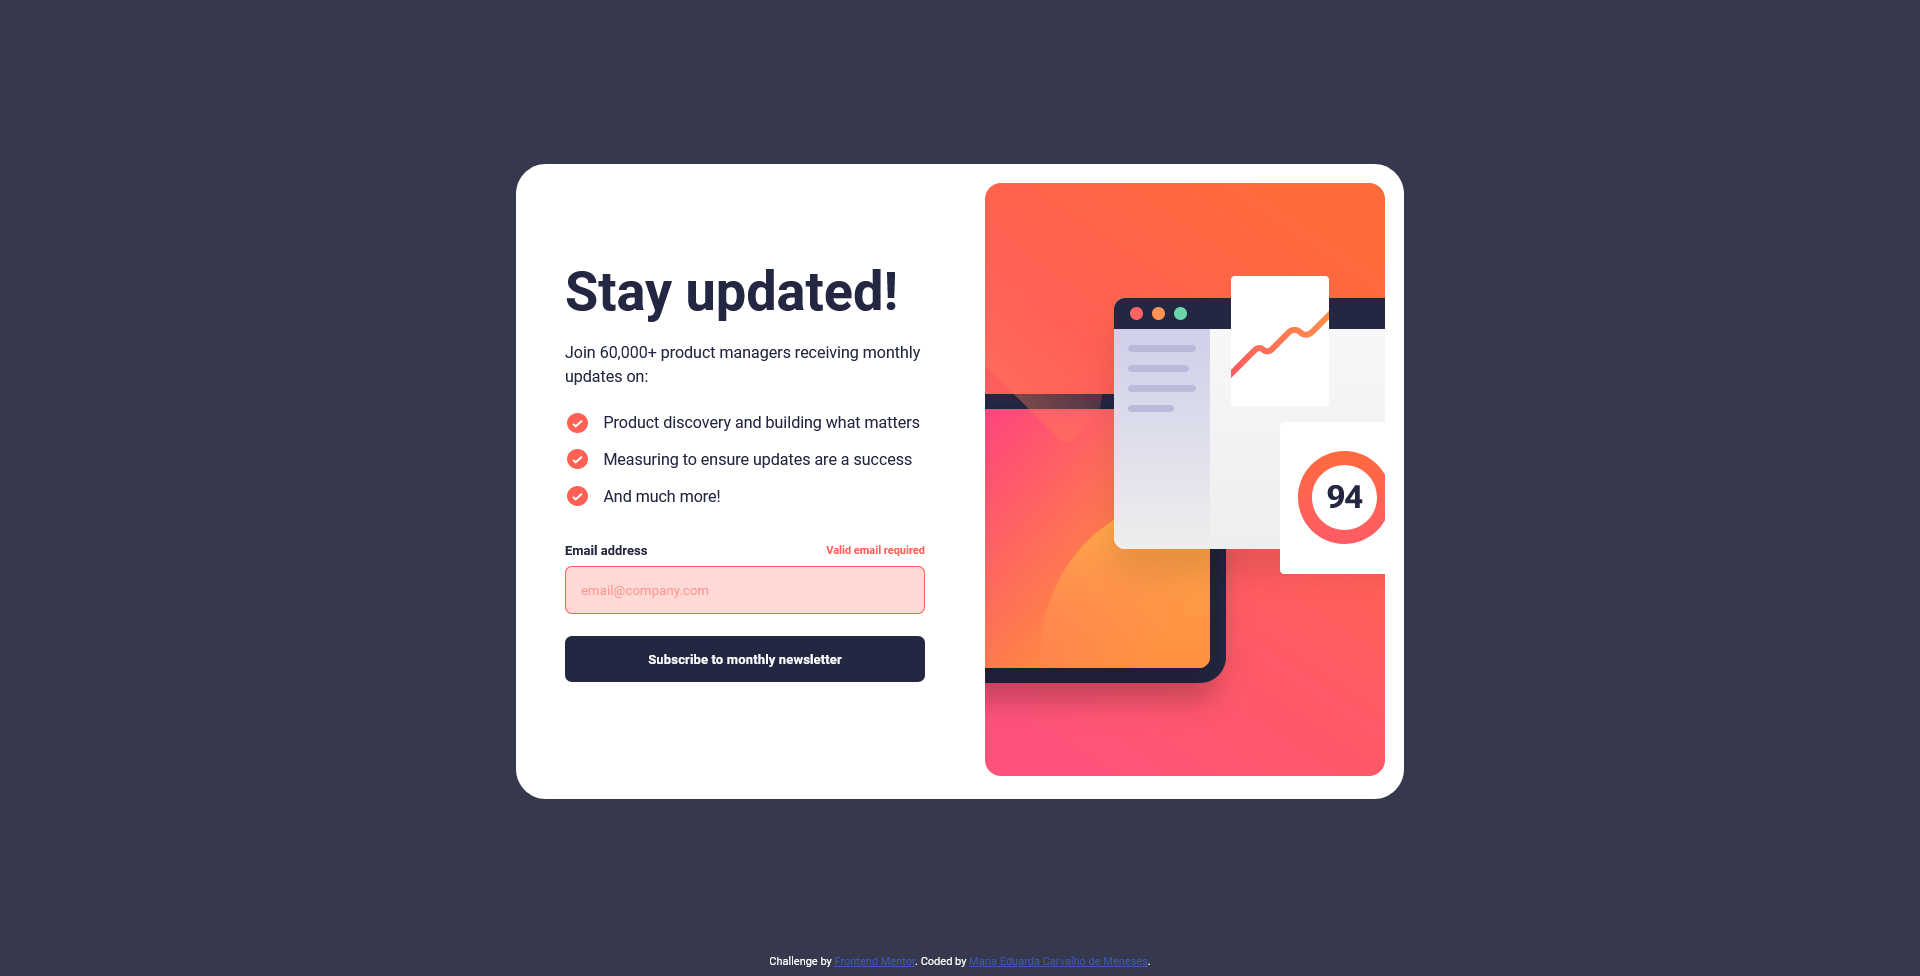 Stay updated!
Join 60,000+ product managers receiving monthly
updates on:
Product discovery and building what matters
Measuring to ensure updates are a success
And much more!
Email address
Valid email required
email@company.com
Subscribe to monthly newsletter
94
Challenge by Frontend Mentor. Coded by Maria Eduarda Carvalho de Meneses.